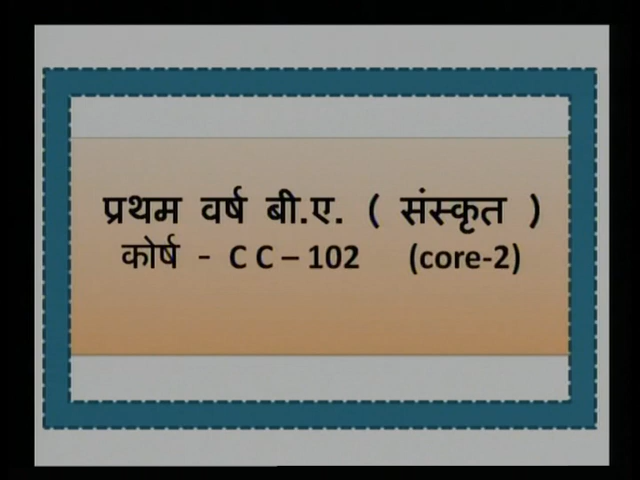 प्रथम वर्ष बी.ए. ( संस्कृत )
कोर्ष - C C – 102 (core-2)